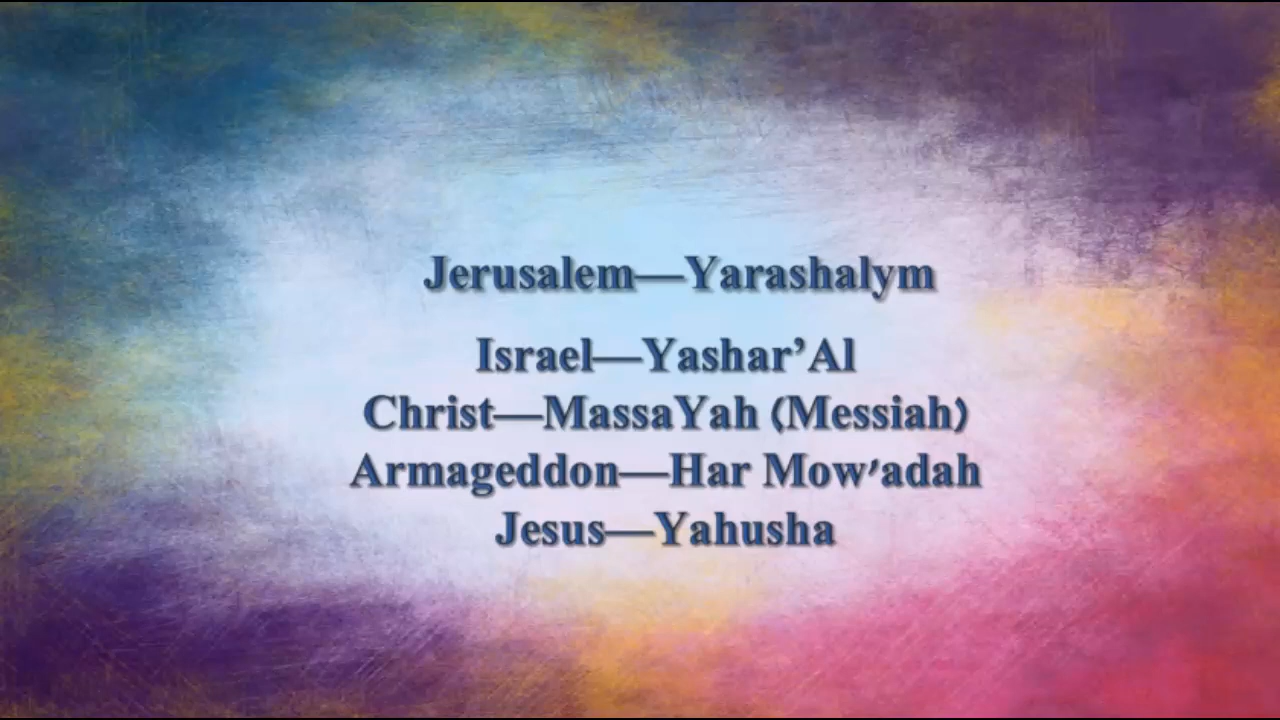 Jerusalem—Yarashalym
Israel—Yashar’Al
Christ—MassaYah (Messiah)
Armageddon—Har Mow′adah
Jesus—Yahusha